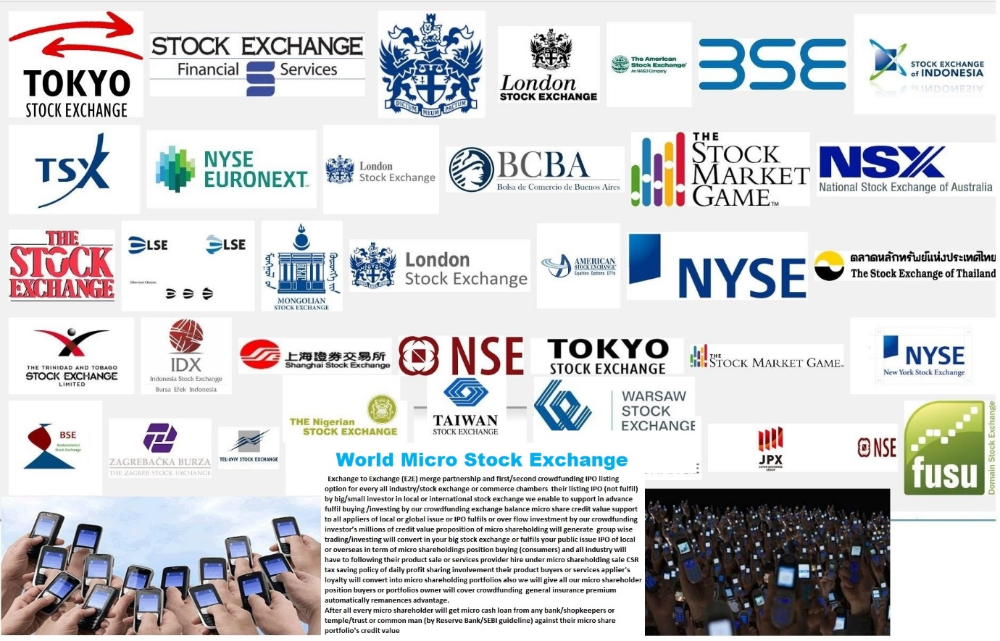 TOKYO
STOCK EXCHANGE
STOCK EXCHANGE
Financial Services
DICTUM MEUM PACTUM
London
STOCK EXCHANGE
The American
Stock Exchange
An NASD Company
BSE
STOCK EXCHANGE
of INDONESIA
TSX
NYSE
EURONEXT
London
Stock Exchange
BCBA
Bolsa de Comercio de Buenos Aires
THE
STOCK
MARKET
GAME™
NSX
National Stock Exchange of Australia
THE
STOCK
EXCHANGE
LSE
LSE
MONGOLIAN
STOCK EXCHANGE
London
Stock Exchange
AMERICAN
STOCK EXCHANGE
Equities Options ETFs
NYSE
ตลาดหลักทรัพย์แห่งประเทศไทย
The Stock Exchange of Thailand
THE TRINIDAD AND TOBAGO
STOCK EXCHANGE
LIMITED
IDX
Indonesia Stock Exchange
Bursa Efek Indonesia
上海證券交易所
Shanghai Stock Exchange
NSE
TOKYO
STOCK EXCHANGE
THE
STOCK MARKET GAME
NYSE
New York Stock Exchange
BSE
Stock Exchange
ZAGREBAČKA BURZA
THE ZAGREB STOCK EXCHANGE
TEL-AVIV STOCK EXCHANGE
THE Nigerian
STOCK EXCHANGE
TAIWAN
STOCK EXCHANGE
WARSAW
STOCK
EXCHANGE
JPX
JAPAN EXCHANGE
GROUP
NSE
fusu
Domain Stock Exchange
World Micro Stock Exchange
Exchange to Exchange (E2E) merge partnership and first/second crowdfunding IPO listing
option for every all industry/stock exchange or commerce chambers their listing IPO (not fulfil)
by big/small investor in local or international stock exchange we enable to support in advance
fulfil buying /investing by our crowdfunding exchange balance micro share credit value support
to all appliers of local or global issue or IPO fulfils or over flow investment by our crowdfunding
investor's millions of credit value proposition of micro shareholding will generate group wise
trading/investing will convert in your big stock exchange or fulfils your public issue IPO of local
or overseas in term of micro shareholdings position buying (consumers) and all industry will
have to following their product sale or services provider hire under micro shareholding sale CSR
tax saving policy of daily profit sharing involvement their product buyers or services applier's
loyalty will convert into micro shareholding portfolios also we will give all our micro shareholder
position buyers or portfolios owner will cover crowdfunding general insurance premium
automatically remanences advantage.
After all every micro shareholder will get micro cash loan from any bank/shopkeepers or
temple/trust or common man (by Reserve Bank/SEBI guideline) against their micro share
portfolio's credit value